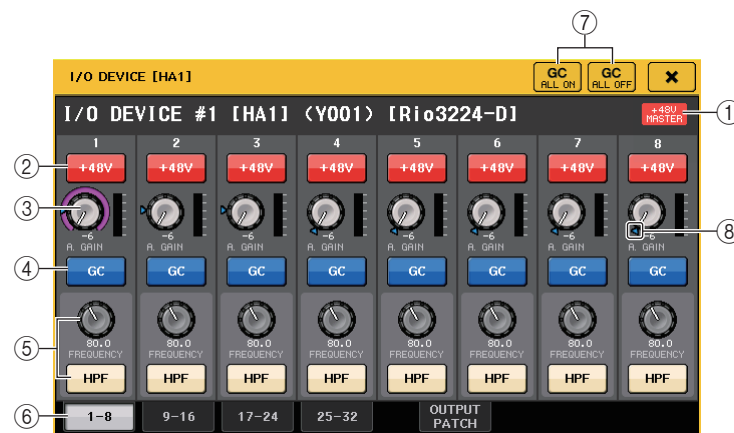 ⑦
I/O DEVICE [HA1]
GC ALL ON
GC ALL OFF
I/O DEVICE #1 [HA1] (Y001) [Rio3224-D]
+48V MASTER
①
1 2 3 4 5 6 7 8
② +48V +48V +48V +48V +48V +48V +48V +48V
③
-6 -6 -6 -6 -6 -6 -6 -6
⑧
A. GAIN A. GAIN A. GAIN A. GAIN A. GAIN A. GAIN A. GAIN A. GAIN
④ GC GC GC GC GC GC GC GC
⑤
80.0 80.0 80.0 80.0 80.0 80.0 80.0 80.0
FREQUENCY FREQUENCY FREQUENCY FREQUENCY FREQUENCY FREQUENCY FREQUENCY FREQUENCY
HPF HPF HPF HPF HPF HPF HPF HPF
⑥ 1-8 9-16 17-24 25-32 OUTPUT PATCH